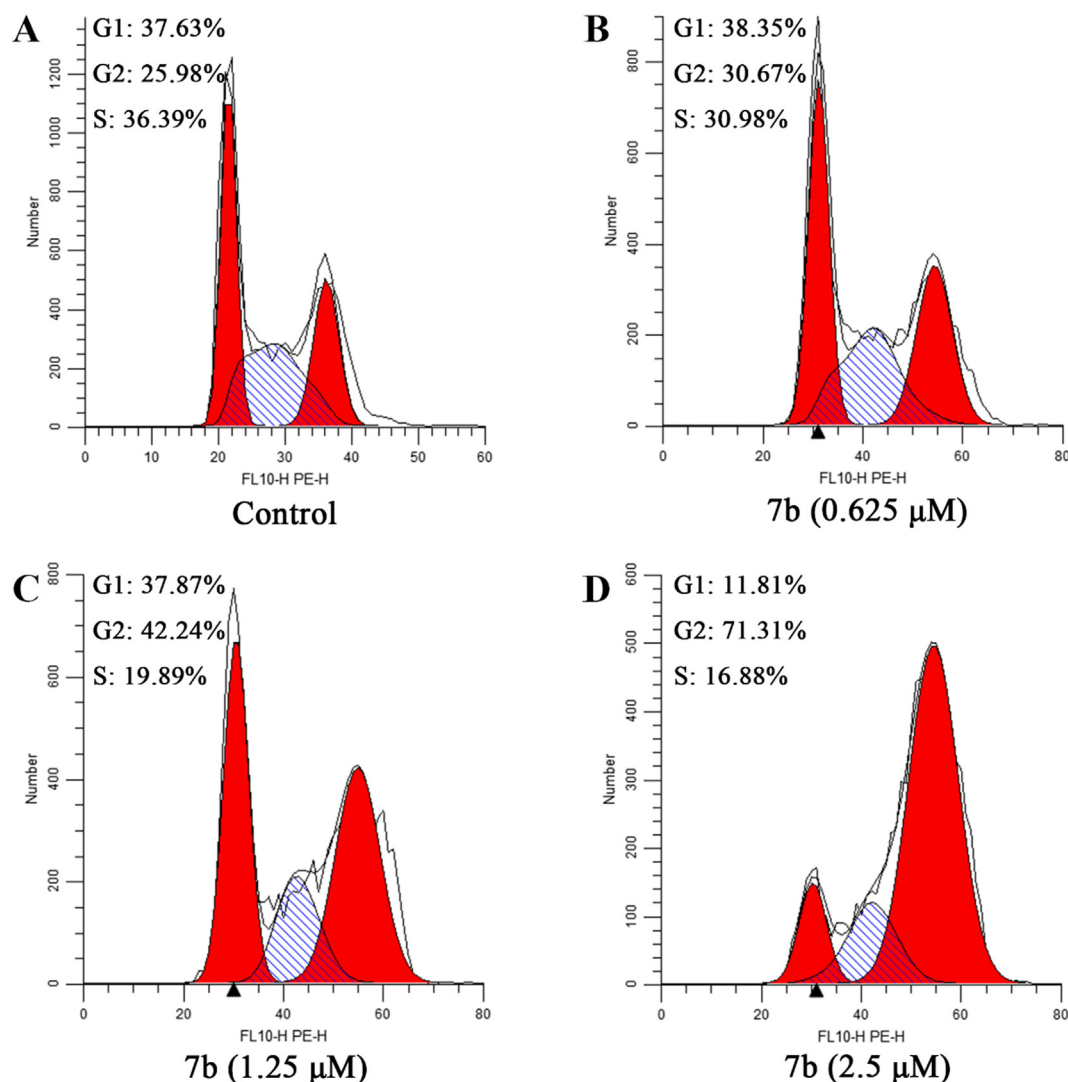 A
G1: 37.63%
G2: 25.98%
S: 36.39%
Number
0
200
400
600
800
1000
1200
0
10
20
30
40
50
60
FL10-H PE-H
Control
B
G1: 38.35%
G2: 30.67%
S: 30.98%
Number
0
200
400
600
800
0
20
40
60
80
FL10-H PE-H
7b (0.625 μM)
C
G1: 37.87%
G2: 42.24%
S: 19.89%
Number
0
200
400
600
800
0
20
40
60
80
FL10-H PE-H
7b (1.25 μM)
D
G1: 11.81%
G2: 71.31%
S: 16.88%
Number
0
100
200
300
400
500
600
0
20
40
60
80
FL10-H PE-H
7b (2.5 μM)